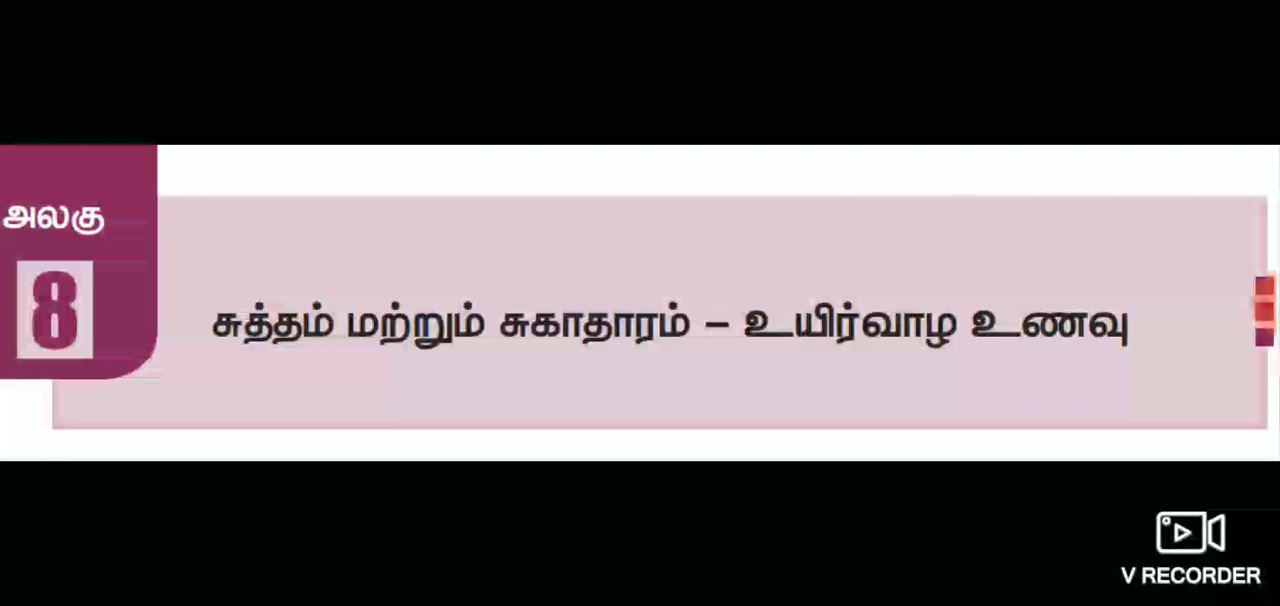 அலகு
8
சுத்தம் மற்றும் சுகாதாரம் – உயிர்வாழ உணவு
V RECORDER